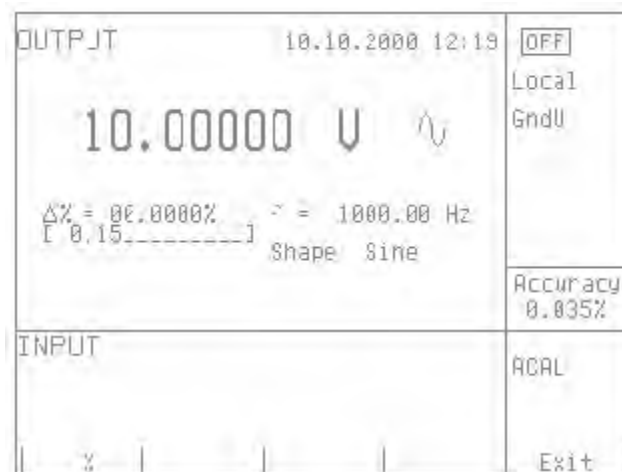 OUTPUT 10.10.2000 12:19
10.00000 V
Δ% = 00.0000% = 1000.00 Hz
[ 0.15_________]
Shape Sine
OFF
Local
GndU
Accuracy
0.035%
INPUT
ACAL
%
Exit